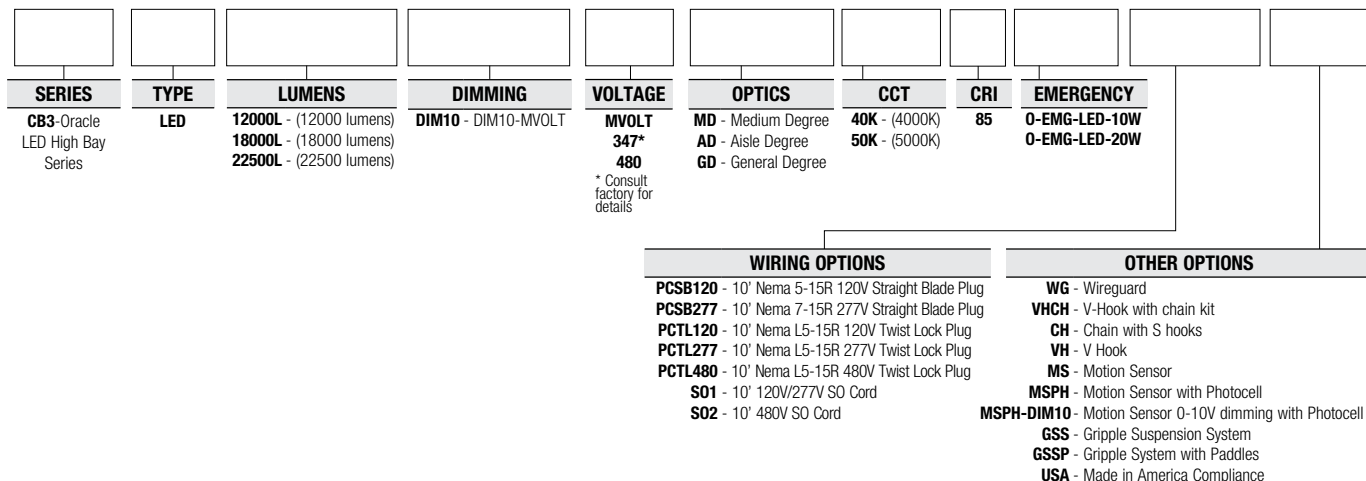 SERIES
CB3-Oracle
LED High Bay
Series
TYPE
LED
LUMENS
12000L - (12000 lumens)
18000L - (18000 lumens)
22500L - (22500 lumens)
DIMMING
DIM10 - DIM10-MVOLT
VOLTAGE
MVOLT
347*
480
* Consult
factory for
details
OPTICS
MD - Medium Degree
AD - Aisle Degree
GD - General Degree
CCT
40K - (4000K)
50K - (5000K)
CRI
85
EMERGENCY
O-EMG-LED-10W
O-EMG-LED-20W
WIRING OPTIONS
PCSB120 - 10' Nema 5-15R 120V Straight Blade Plug
PCSB277 - 10' Nema 7-15R 277V Straight Blade Plug
PCTL120 - 10' Nema L5-15R 120V Twist Lock Plug
PCTL277 - 10' Nema L5-15R 277V Twist Lock Plug
PCTL480 - 10' Nema L5-15R 480V Twist Lock Plug
SO1 - 10' 120V/277V SO Cord
SO2 - 10' 480V SO Cord
OTHER OPTIONS
WG - Wireguard
VHCH - V-Hook with chain kit
CH - Chain with S hooks
VH - V Hook
MS - Motion Sensor
MSPH - Motion Sensor with Photocell
MSPH-DIM10 - Motion Sensor 0-10V dimming with Photocell
GSS - Gripple Suspension System
GSSP - Gripple System with Paddles
USA - Made in America Compliance